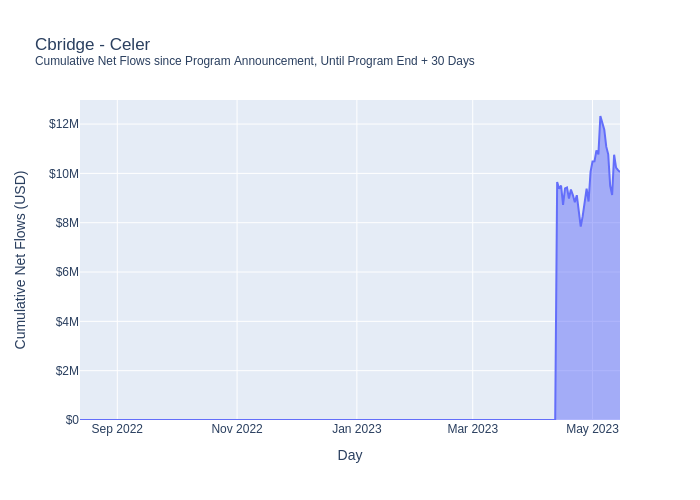 Cbridge - Celer
Cumulative Net Flows since Program Announcement, Until Program End + 30 Days
Cumulative Net Flows (USD)
$12M
$10M
$8M
$6M
$4M
$2M
$0
Sep 2022
Nov 2022
Jan 2023
Mar 2023
May 2023
Day